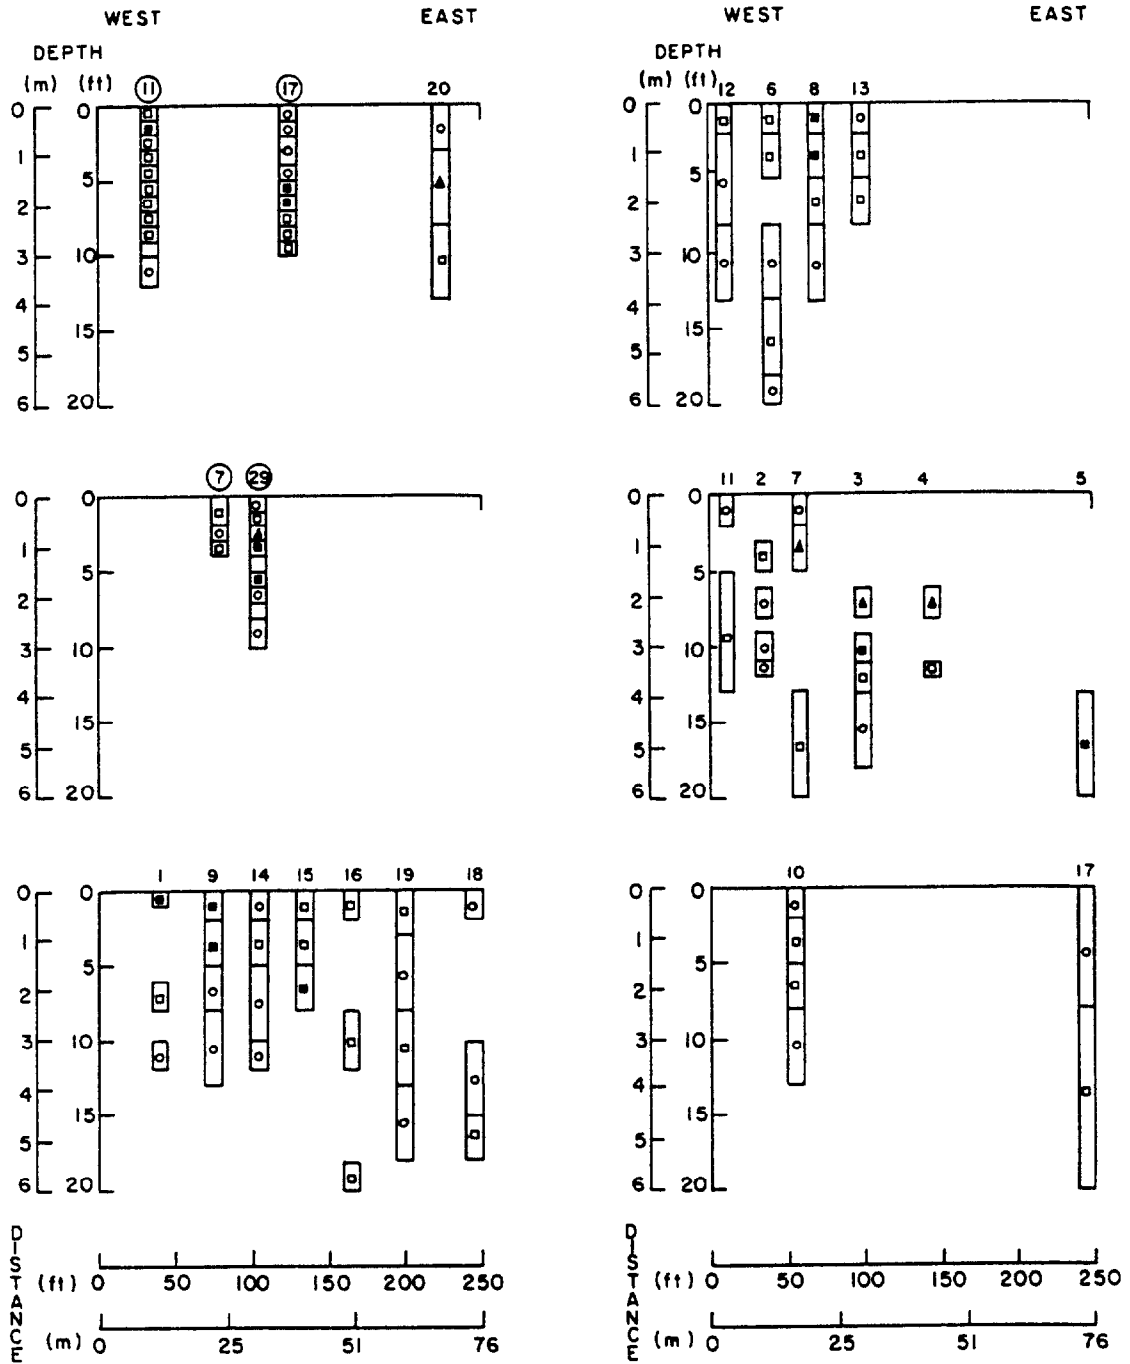 WEST EAST WEST EAST
DEPTH DEPTH
(m) (ft) 11 17 20 (m) (ft) 12 6 8 13
0 0 0 0
1 1
5 5
2 2
3 10 3 10
4 4
15 15
5 5
6 20 6 20
7 29 11 2 7 3 4 5
0 0 0 0
1 1
5 5
2 2
3 10 3 10
4 4
15 15
5 5
6 20 6 20
1 9 14 15 16 19 18 10 17
0 0 0 0
1 1
5 5
2 2
3 10 3 10
4 4
15 15
5 5
6 20 6 20
DISTANCE DISTANCE
(ft) 0 50 100 150 200 250 (ft) 0 50 100 150 200 250
(m) 0 25 51 76 (m) 0 25 51 76